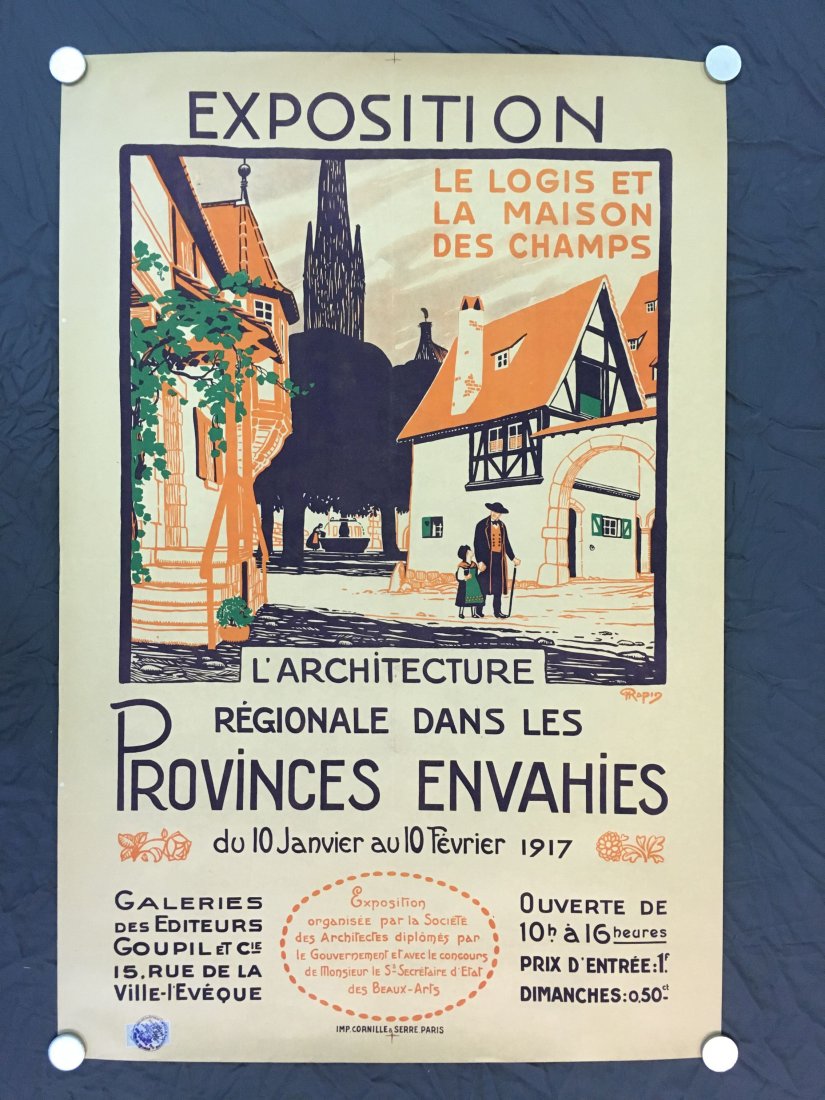 EXPOSITION
LE LOGIS ET
LA MAISON
DES CHAMPS
L'ARCHITECTURE
Rapin
RÉGIONALE DANS LES
PROVINCES ENVAHIES
du 10 Janvier au 10 Février 1917
GALERIES
DES EDITEURS
GOUPIL ET CIE
15, RUE DE LA
VILLE-l'EVÉQUE
Exposition
organisée par la Société
des Architectes diplômés par
le Gouvernement et avec le concours
de Monsieur le Ss Secrétaire d'Etat
des Beaux-Arts
OUVERTE DE
10h à 16 heures
PRIX D'ENTRÉE: 1f
DIMANCHES: 0,50ct
IMP. CORNILLE & SERRE PARIS